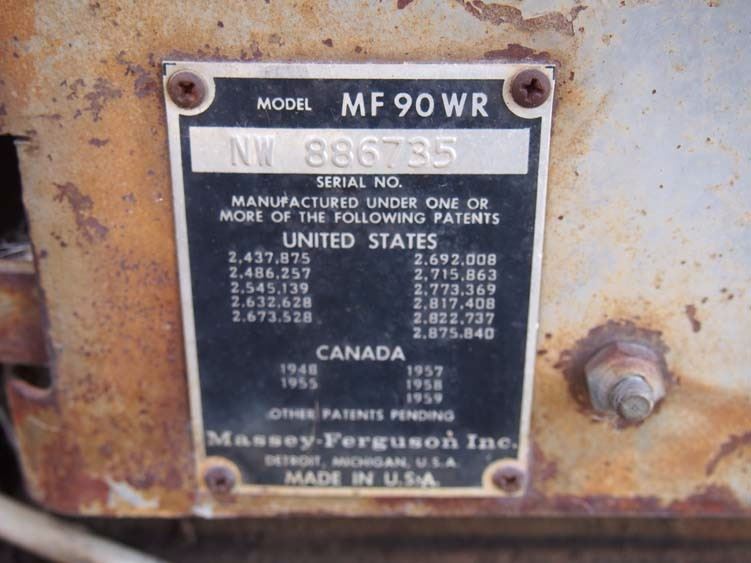 MODEL MF 90 WR
NW 886735
SERIAL NO.
MANUFACTURED UNDER ONE OR
MORE OF THE FOLLOWING PATENTS
UNITED STATES
2,437,875 2,692,008
2,486,257 2,715,863
2,545,139 2,773,369
2,632,628 2,817,408
2,673,528 2,822,737
2,875,840
CANADA
1948 1957
1955 1958
1959
OTHER PATENTS PENDING
Massey-Ferguson Inc.
DETROIT, MICHIGAN, U.S.A.
MADE IN U.S.A.